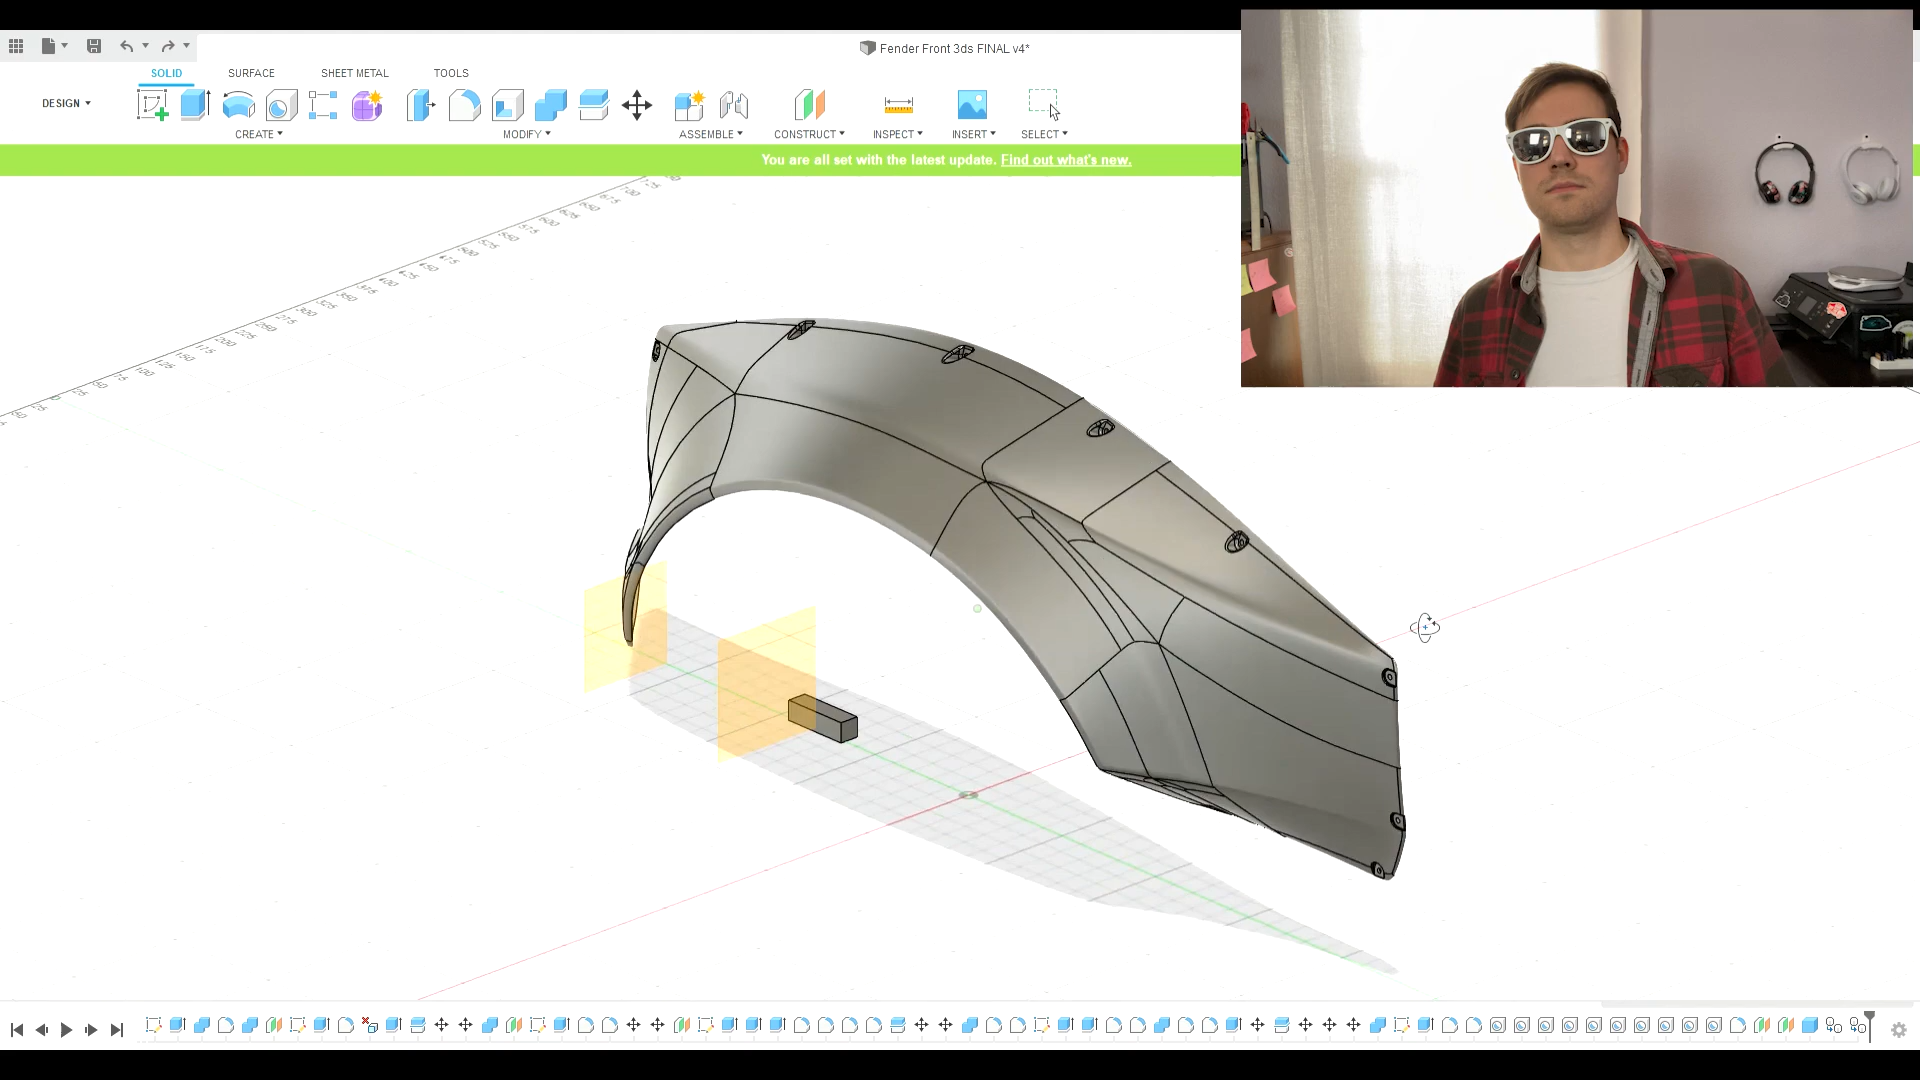 Fender Front 3ds FINAL v4*
SOLID
SURFACE
SHEET METAL
TOOLS
DESIGN
CREATE
MODIFY
ASSEMBLE
CONSTRUCT
INSPECT
INSERT
SELECT
You are all set with the latest update. Find out what's new.